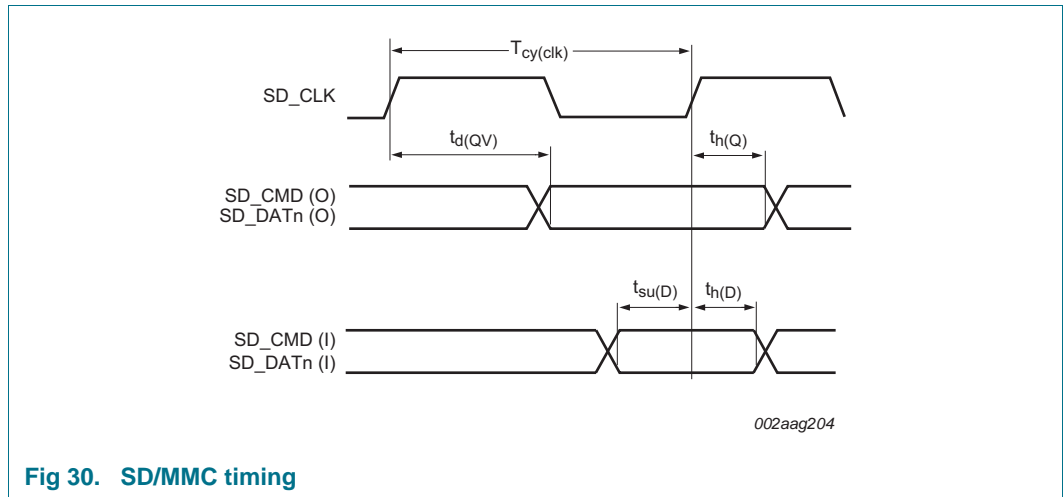 Tcy(clk)
SD_CLK
td(QV)
th(Q)
SD_CMD (O)
SD_DATn (O)
tsu(D)
th(D)
SD_CMD (I)
SD_DATn (I)
002aag204
Fig 30. SD/MMC timing